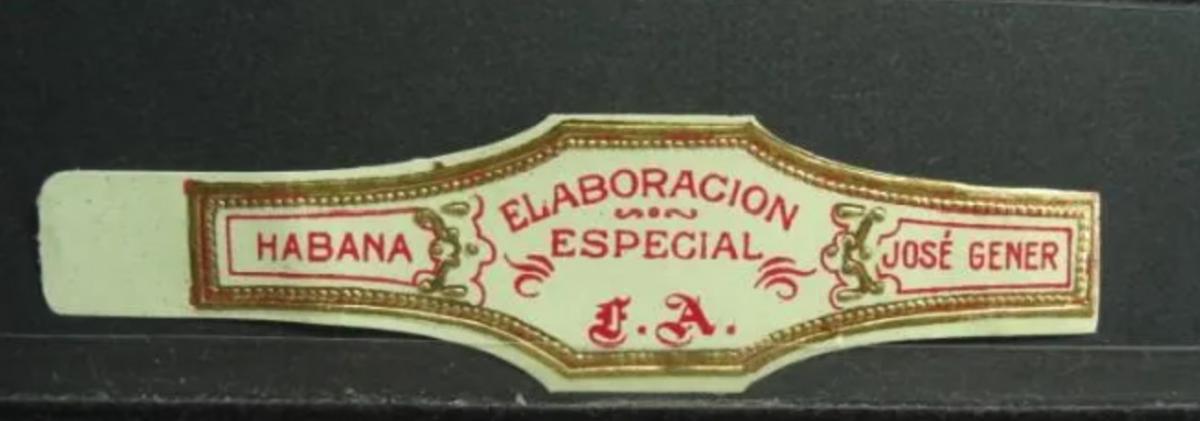 HABANA
ELABORACION
ESPECIAL
F. A.
JOSÉ GENER